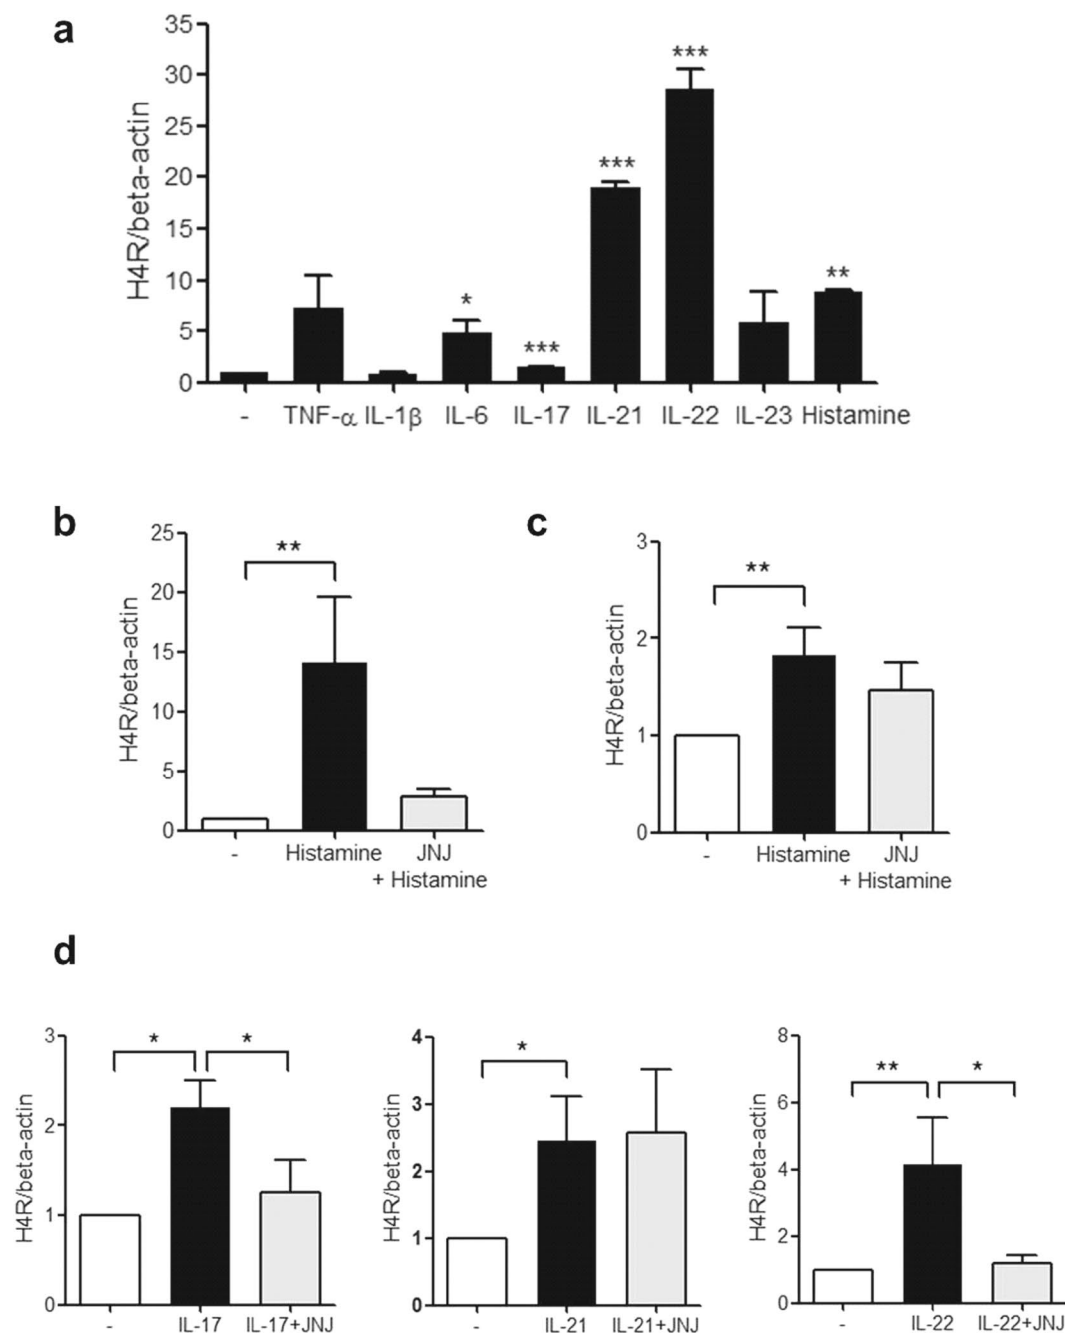 a
H4R/beta-actin
35
30
25
20
15
10
5
0
***
***
**
*
***
- TNF-α IL-1β IL-6 IL-17 IL-21 IL-22 IL-23 Histamine
b
H4R/beta-actin
25
20
15
10
5
0
**
- Histamine JNJ
+ Histamine
c
H4R/beta-actin
3
2
1
0
**
- Histamine JNJ
+ Histamine
d
H4R/beta-actin
3
2
1
0
* *
- IL-17 IL-17+JNJ
H4R/beta-actin
4
3
2
1
0
*
- IL-21 IL-21+JNJ
H4R/beta-actin
8
6
4
2
0
** *
- IL-22 IL-22+JNJ